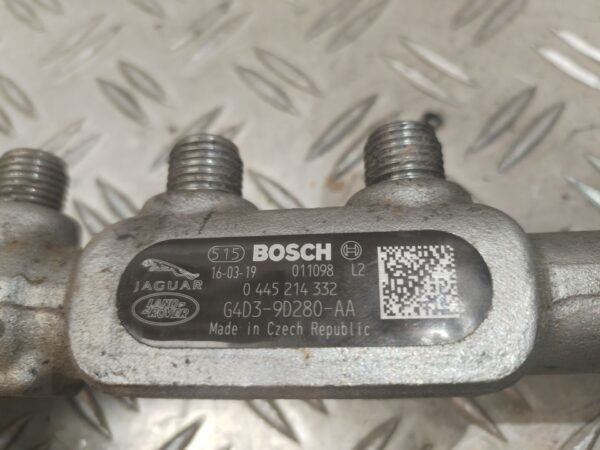 515 BOSCH
16-03-19 011098 L2
JAGUAR
0 445 214 332
LAND-ROVER
G4D3-9D280-AA
Made in Czech Republic